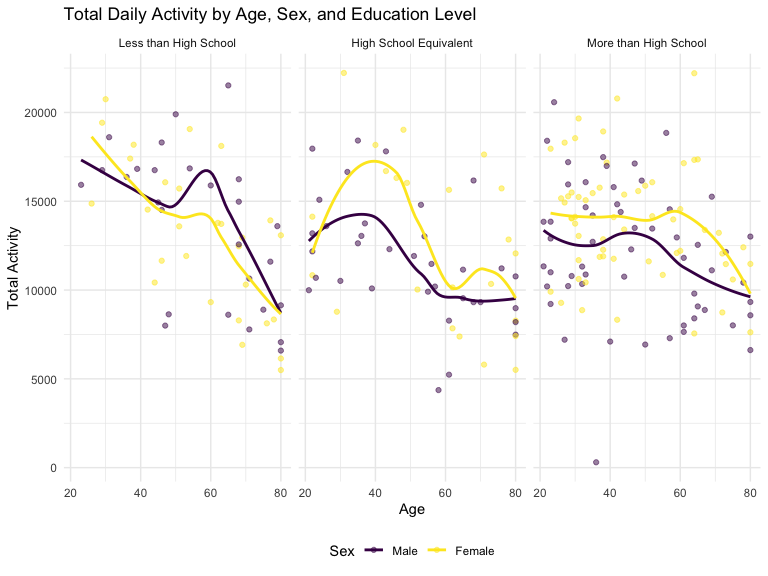 Total Daily Activity by Age, Sex, and Education Level
Less than High School
High School Equivalent
More than High School
20000
15000
10000
5000
0
Total Activity
20 40 60 80
20 40 60 80
20 40 60 80
Age
Sex Male Female